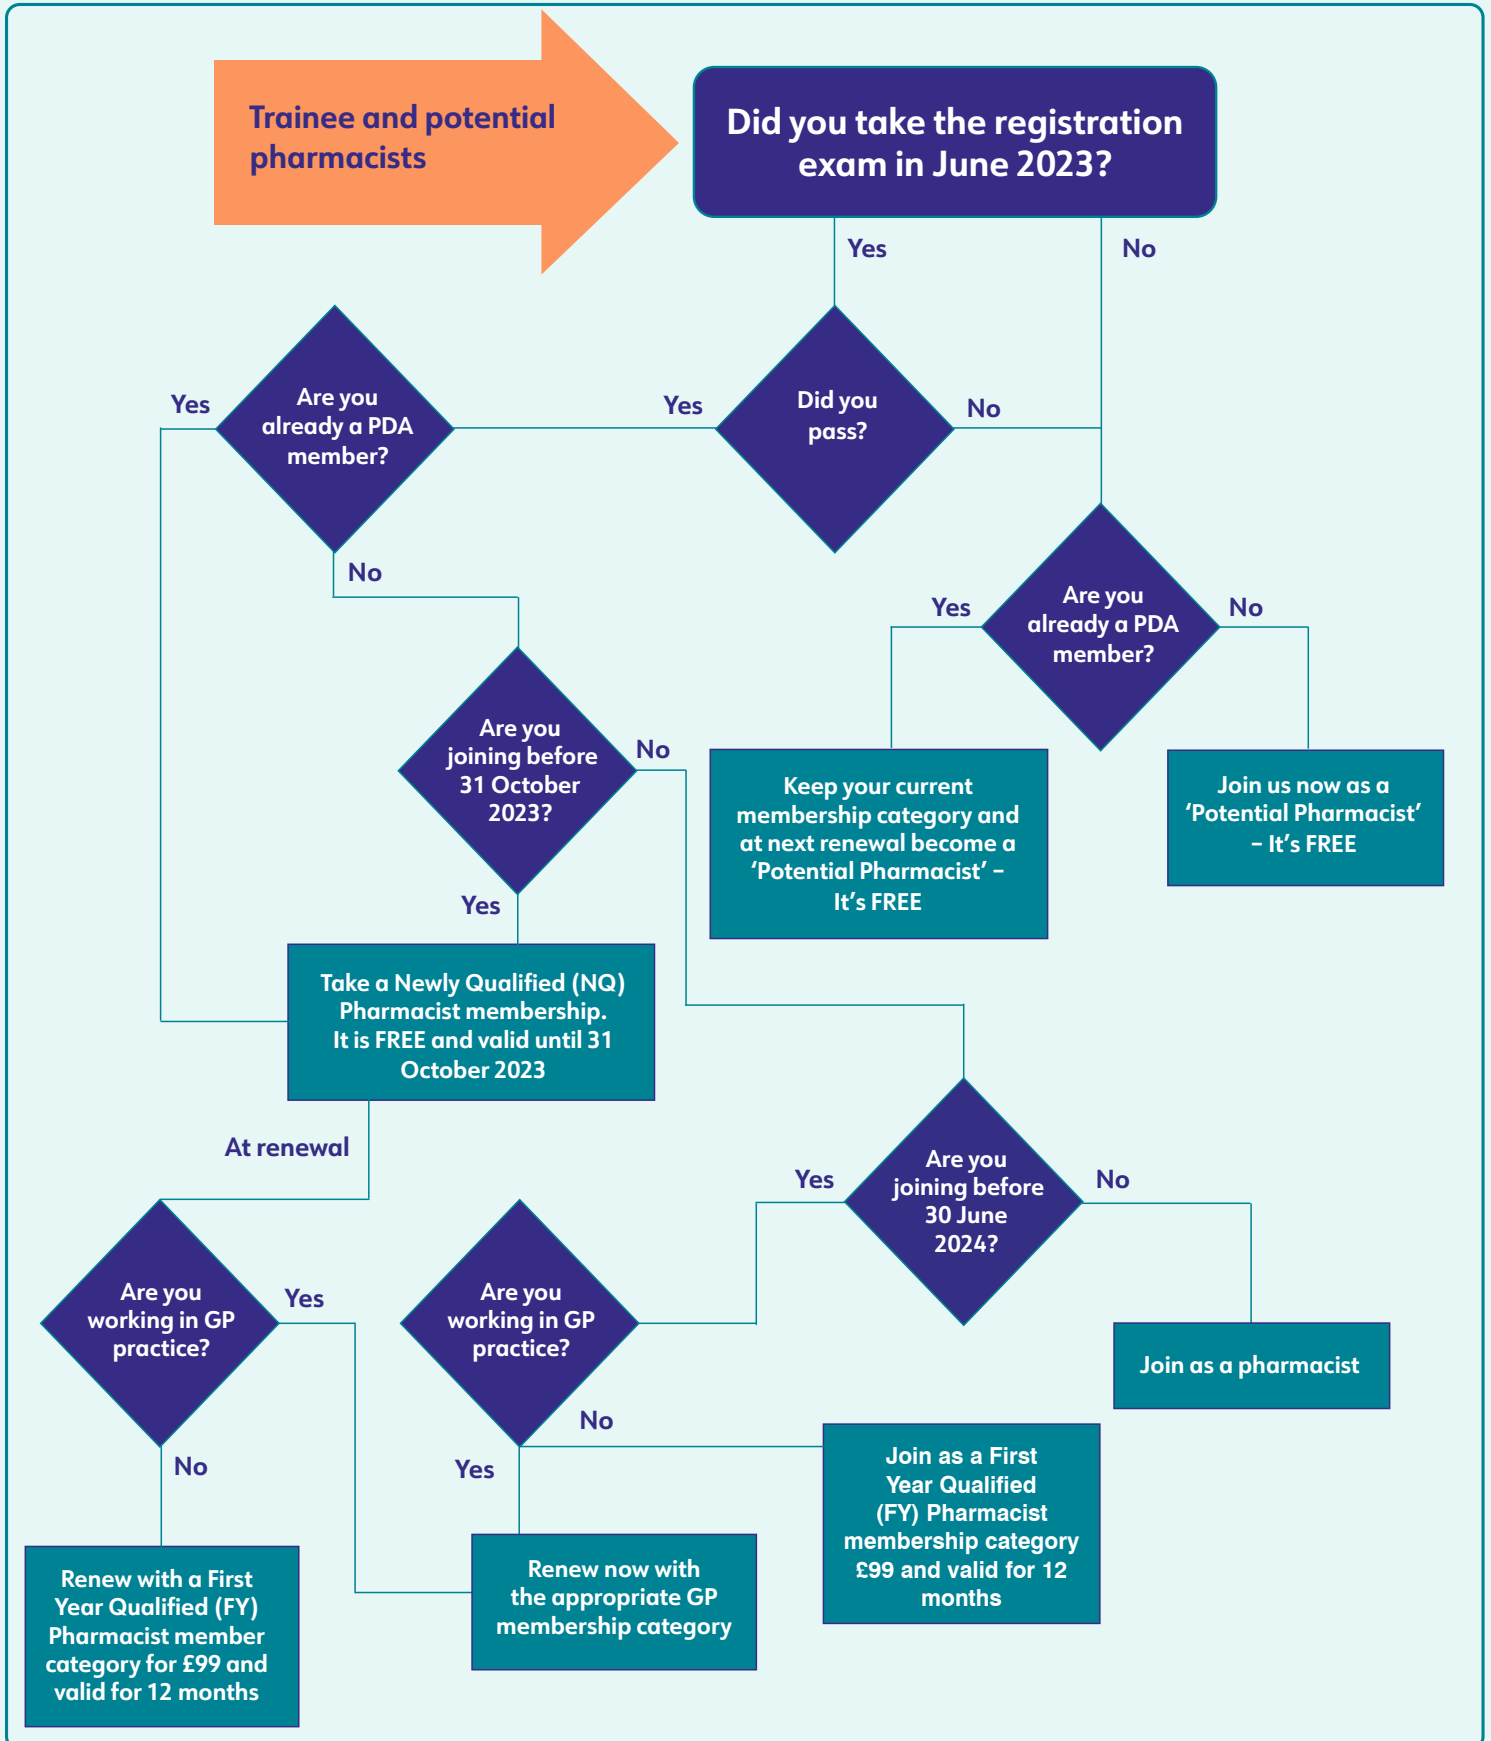 Trainee and potential
pharmacists
Did you take the registration
exam in June 2023?
Yes
No
Yes
Are you
already a PDA
member?
Yes
Did you
pass?
No
No
Yes
Are you
already a PDA
member?
No
Are you
joining before
31 October
2023?
No
Yes
Keep your current
membership category and
at next renewal become a
‘Potential Pharmacist’ –
It’s FREE
Join us now as a
‘Potential Pharmacist’
– It’s FREE
Take a Newly Qualified (NQ)
Pharmacist membership.
It is FREE and valid until 31
October 2023
At renewal
Yes
Are you
joining before
30 June
2024?
No
Are you
working in GP
practice?
Yes
Are you
working in GP
practice?
Join as a pharmacist
No
No
Yes
Join as a First
Year Qualified
(FY) Pharmacist
membership category
£99 and valid for 12
months
Renew with a First
Year Qualified (FY)
Pharmacist member
category for £99 and
valid for 12 months
Renew now with
the appropriate GP
membership category